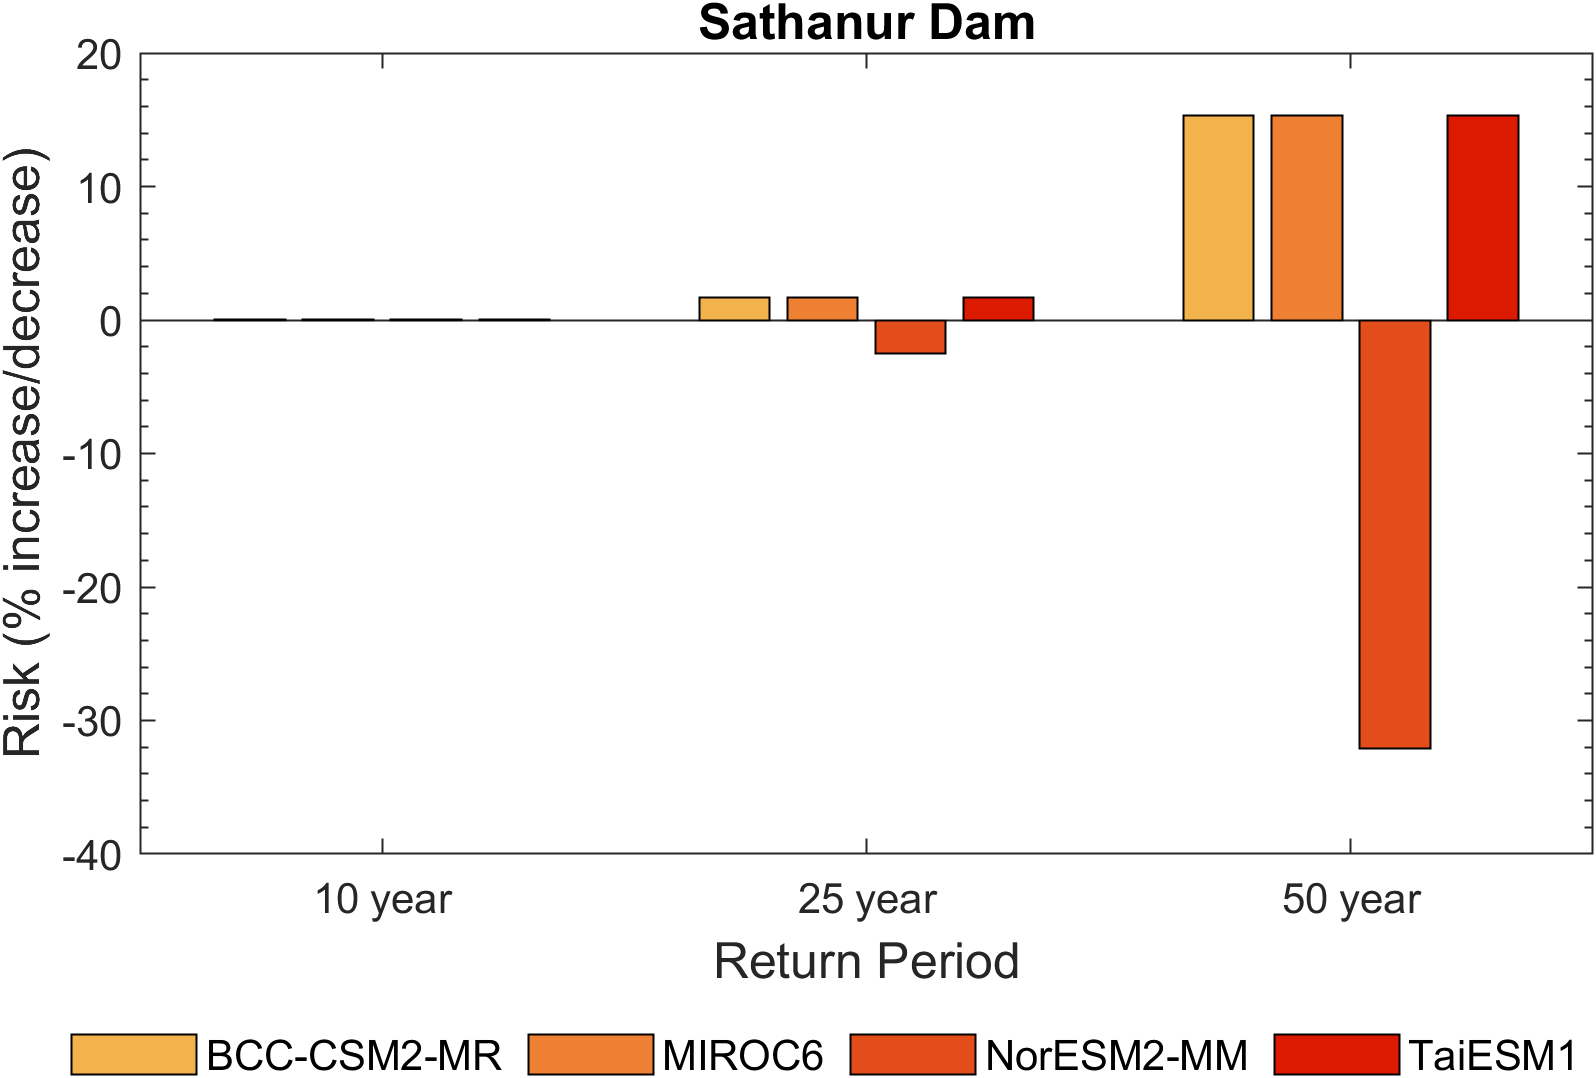 Sathanur Dam
Risk (% increase/decrease)
20
10
0
-10
-20
-30
-40
10 year
25 year
50 year
Return Period
BCC-CSM2-MR
MIROC6
NorESM2-MM
TaiESM1